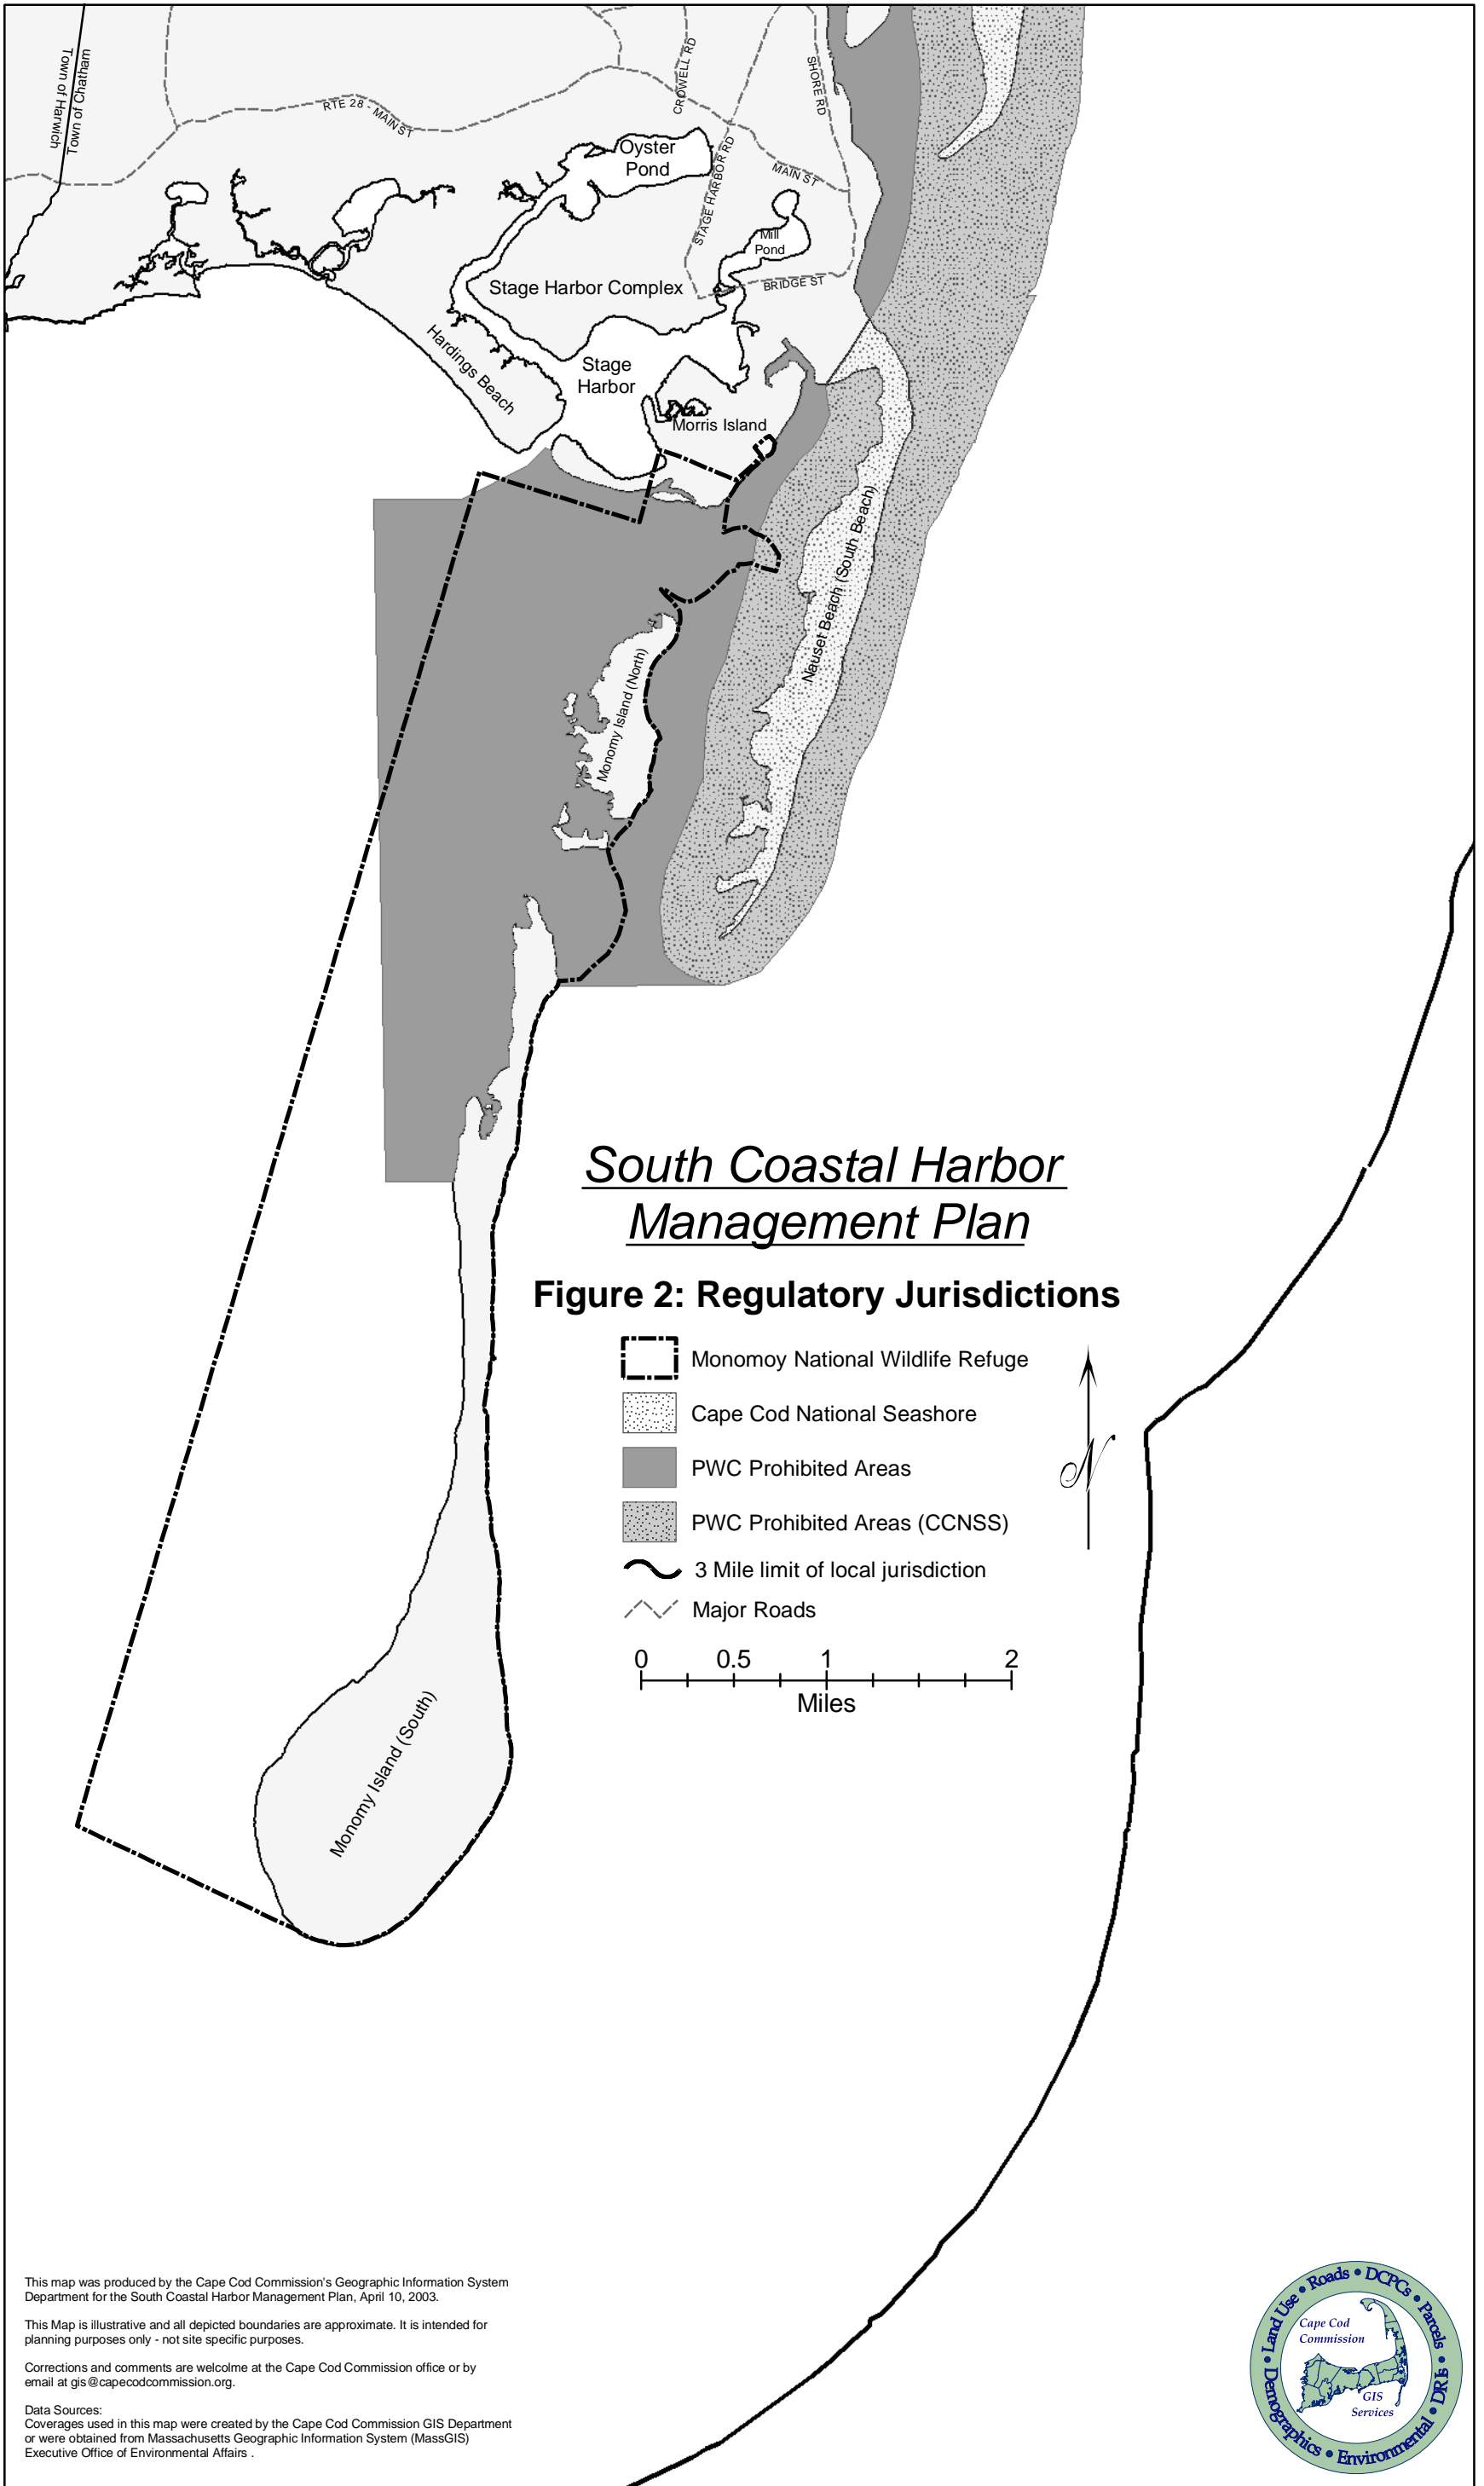 Town of Harwich
Town of Chatham
RTE 28 - MAIN ST
CROWELL RD
SHORE RD
Oyster
Pond
STAGE HARBOR RD
MAIN ST
Mill
Pond
Stage Harbor Complex
BRIDGE ST
Hardings Beach
Stage
Harbor
Morris Island
Nauset Beach (South Beach)
Monomy Island (North)
South Coastal Harbor
Management Plan
Figure 2: Regulatory Jurisdictions
Monomoy National Wildlife Refuge
Cape Cod National Seashore
PWC Prohibited Areas
PWC Prohibited Areas (CCNSS)
3 Mile limit of local jurisdiction
Major Roads
N
0 0.5 1 2
Miles
Monomy Island (South)
This map was produced by the Cape Cod Commission's Geographic Information System
Department for the South Coastal Harbor Management Plan, April 10, 2003.
This Map is illustrative and all depicted boundaries are approximate. It is intended for
planning purposes only - not site specific purposes.
Corrections and comments are welcolme at the Cape Cod Commission office or by
email at gis@capecodcommission.org.
Data Sources:
Coverages used in this map were created by the Cape Cod Commission GIS Department
or were obtained from Massachusetts Geographic Information System (MassGIS)
Executive Office of Environmental Affairs .
Demographics • Land Use • Roads • DCPCs • Parcels • DRIs • Environmental •
Cape Cod
Commission
GIS
Services